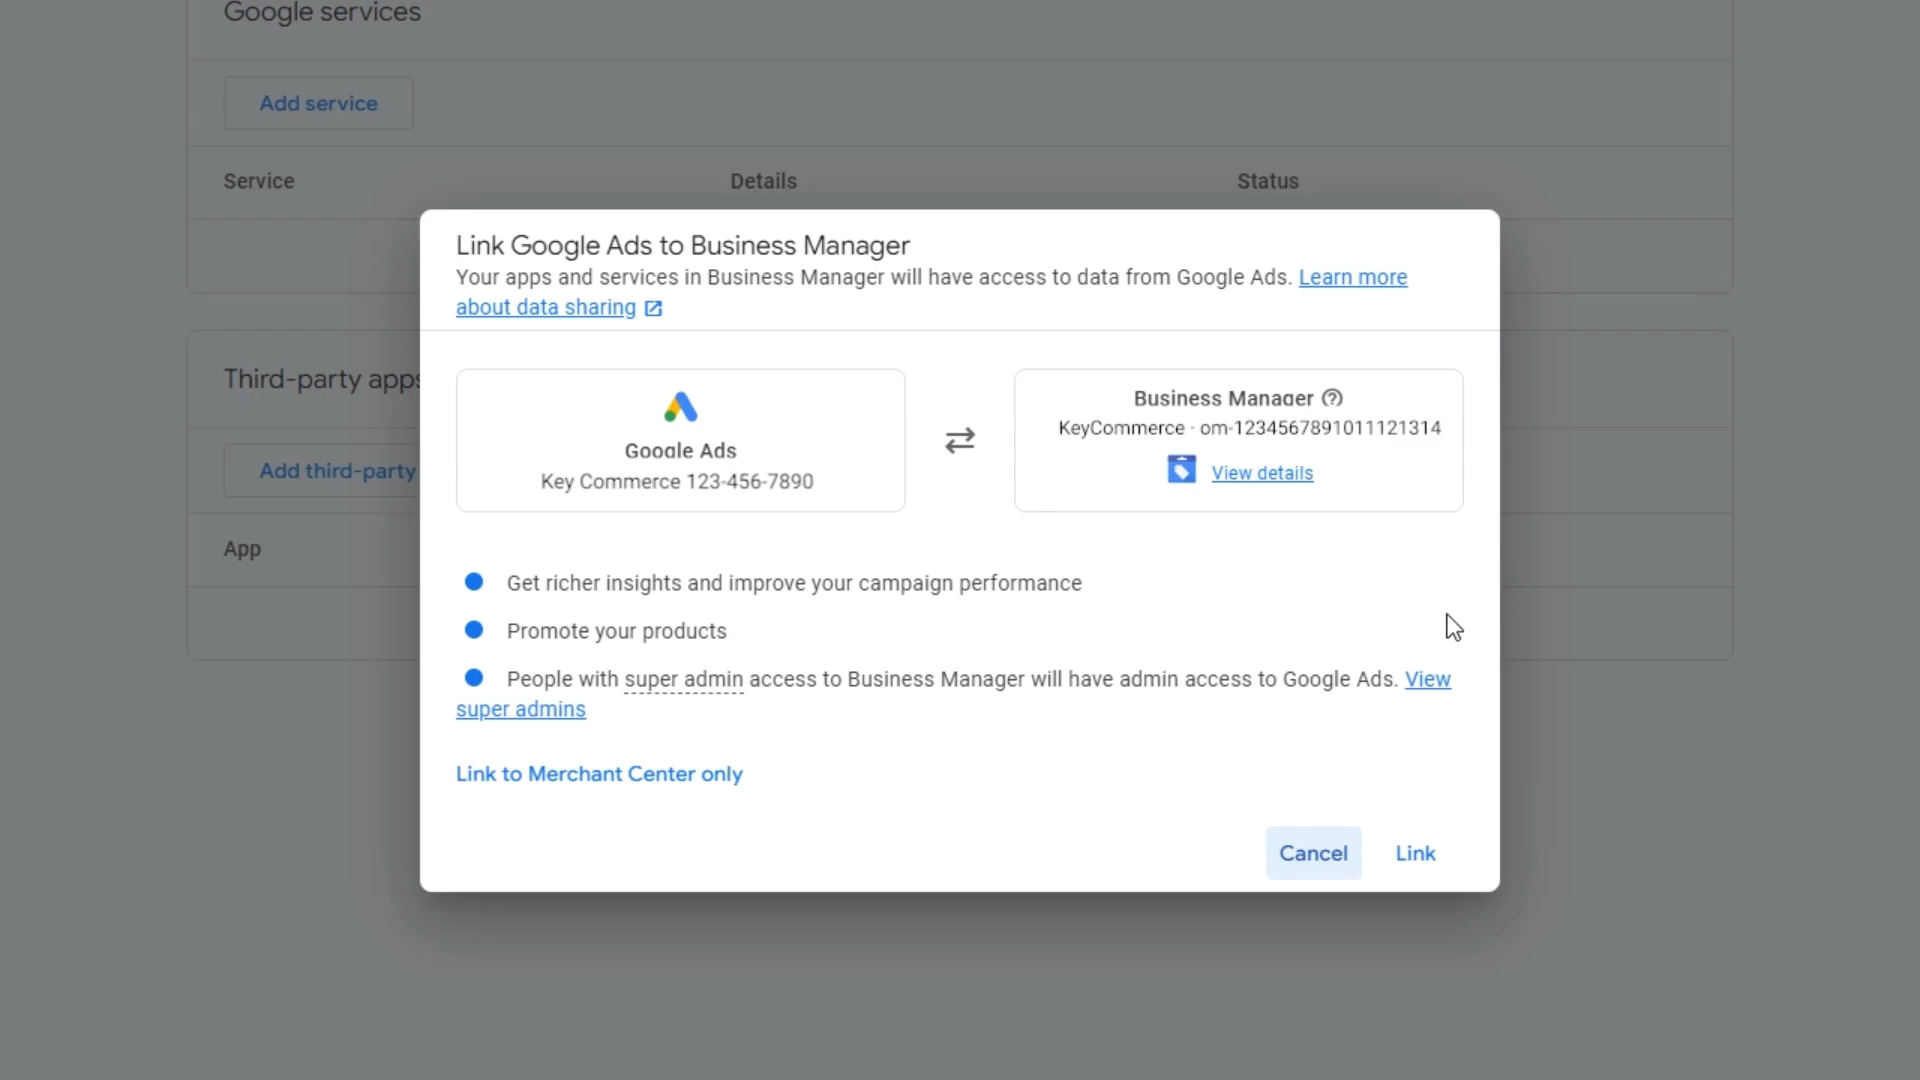 Google services
Add service
Service Details Status
Link Google Ads to Business Manager
Your apps and services in Business Manager will have access to data from Google Ads. Learn more
about data sharing
Third-party apps
Google Ads
Key Commerce 123-456-7890
Business Manager
KeyCommerce · om-1234567891011121314
View details
Add third-party
App
Get richer insights and improve your campaign performance
Promote your products
People with super admin access to Business Manager will have admin access to Google Ads. View
super admins
Link to Merchant Center only
Cancel Link